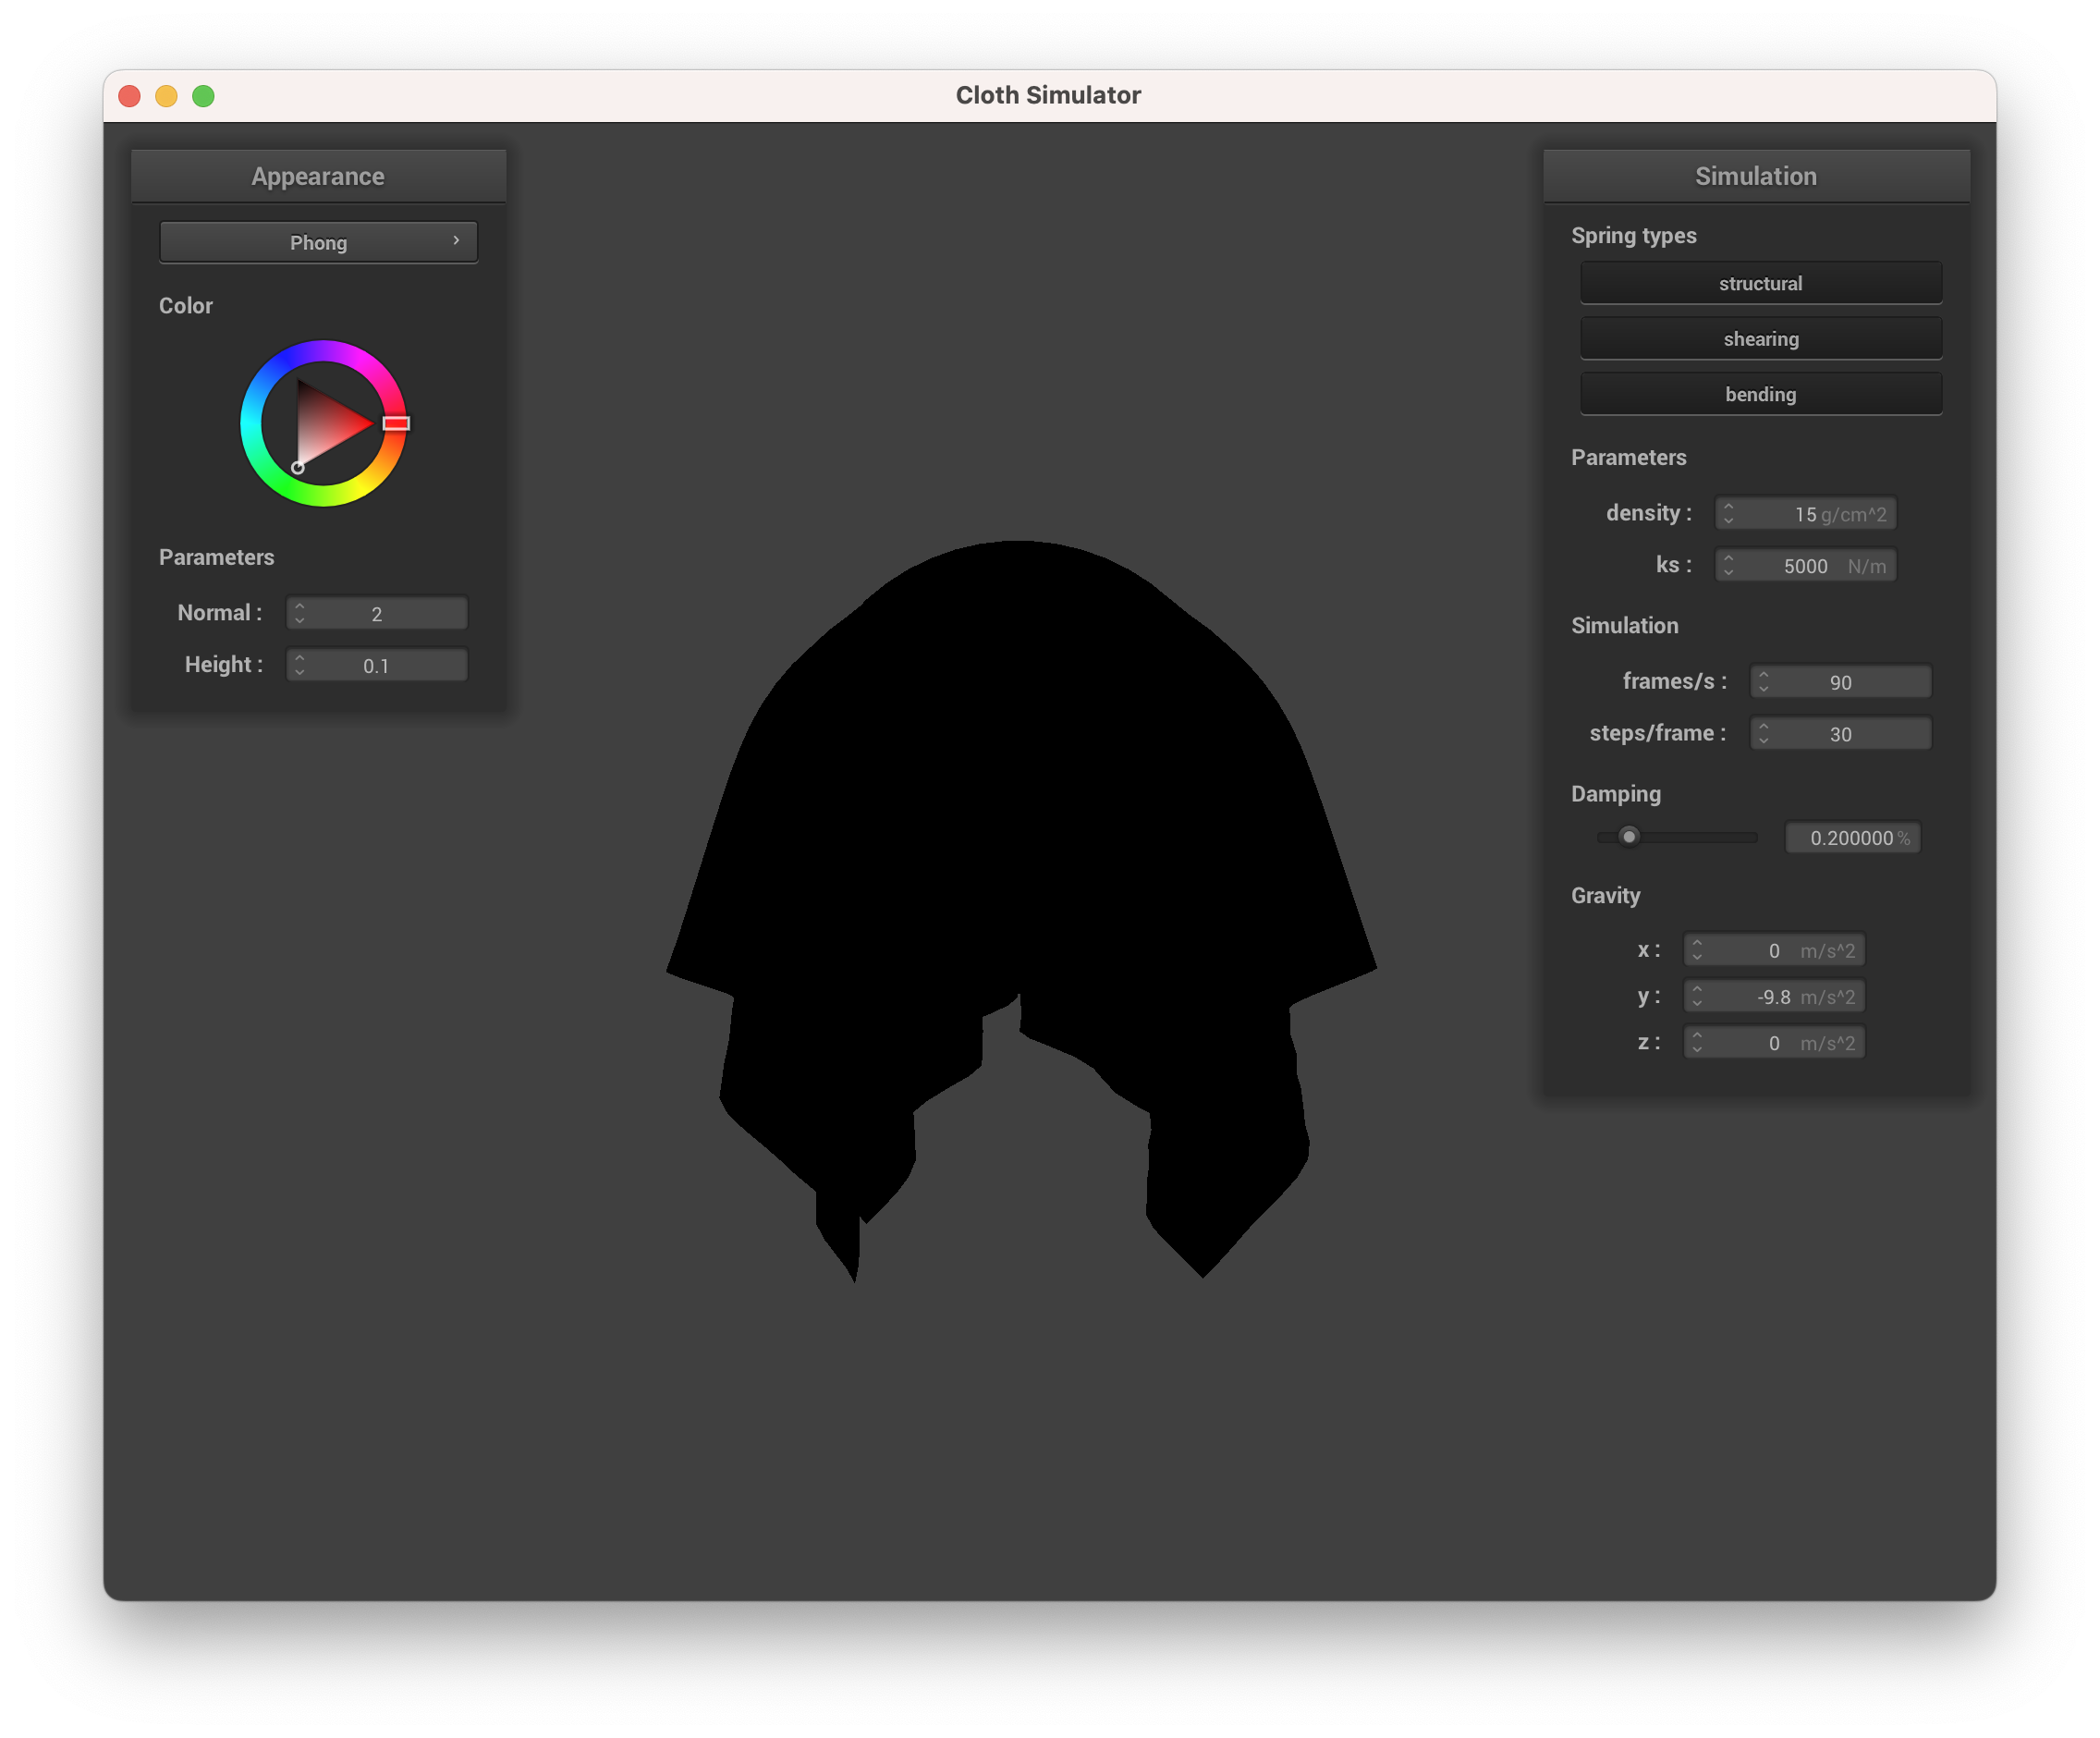 Cloth Simulator
Appearance
Phong
Color
Parameters
Normal : 2
Height : 0.1
Simulation
Spring types
structural
shearing
bending
Parameters
density : 15 g/cm^2
ks : 5000 N/m
Simulation
frames/s : 90
steps/frame : 30
Damping
0.200000 %
Gravity
x : 0 m/s^2
y : -9.8 m/s^2
z : 0 m/s^2